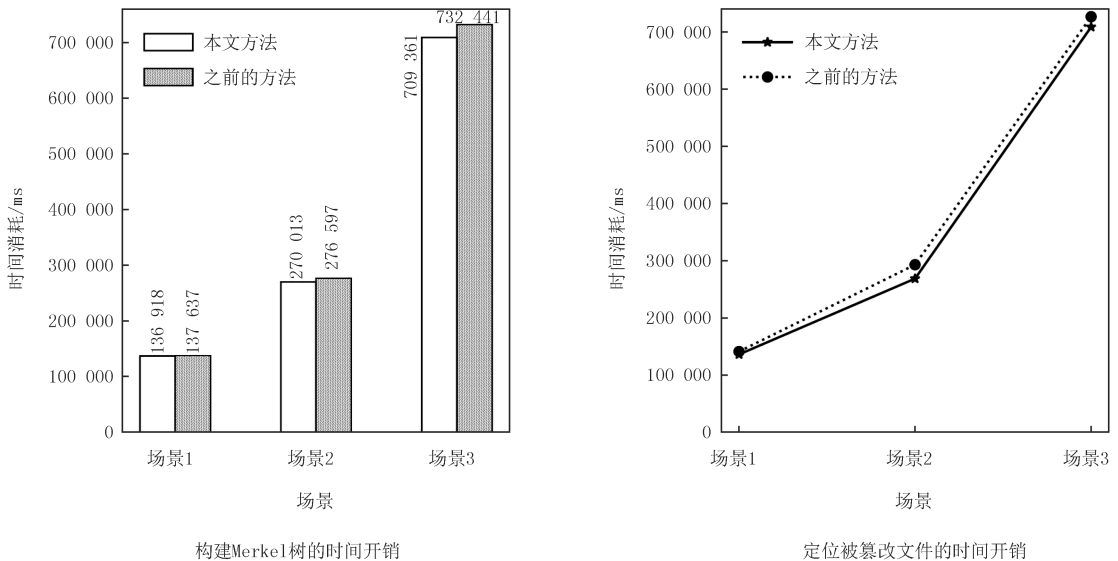 732 441
700 000
709 361
本文方法
之前的方法
600 000
500 000
400 000
300 000
200 000
100 000
0
时间消耗/ms
136 918
137 637
270 013
276 597
场景1
场景2
场景3
场景
构建Merkel树的时间开销
700 000
本文方法
之前的方法
600 000
500 000
400 000
300 000
200 000
100 000
0
时间消耗/ms
场景1
场景2
场景3
场景
定位被篡改文件的时间开销